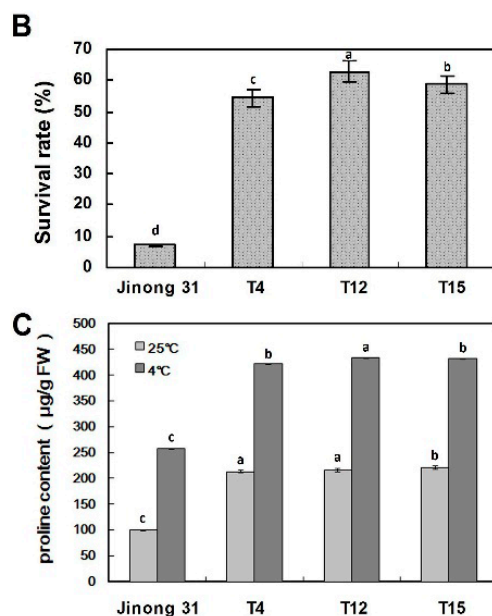 B
Survival rate (%)
70
60
50
40
30
20
10
0
d
c
a
b
Jinong 31 T4 T12 T15
C
proline content ( µg/g FW)
500
450
400
350
300
250
200
150
100
50
0
25℃
4℃
c c
a b
a a
b b
Jinong 31 T4 T12 T15